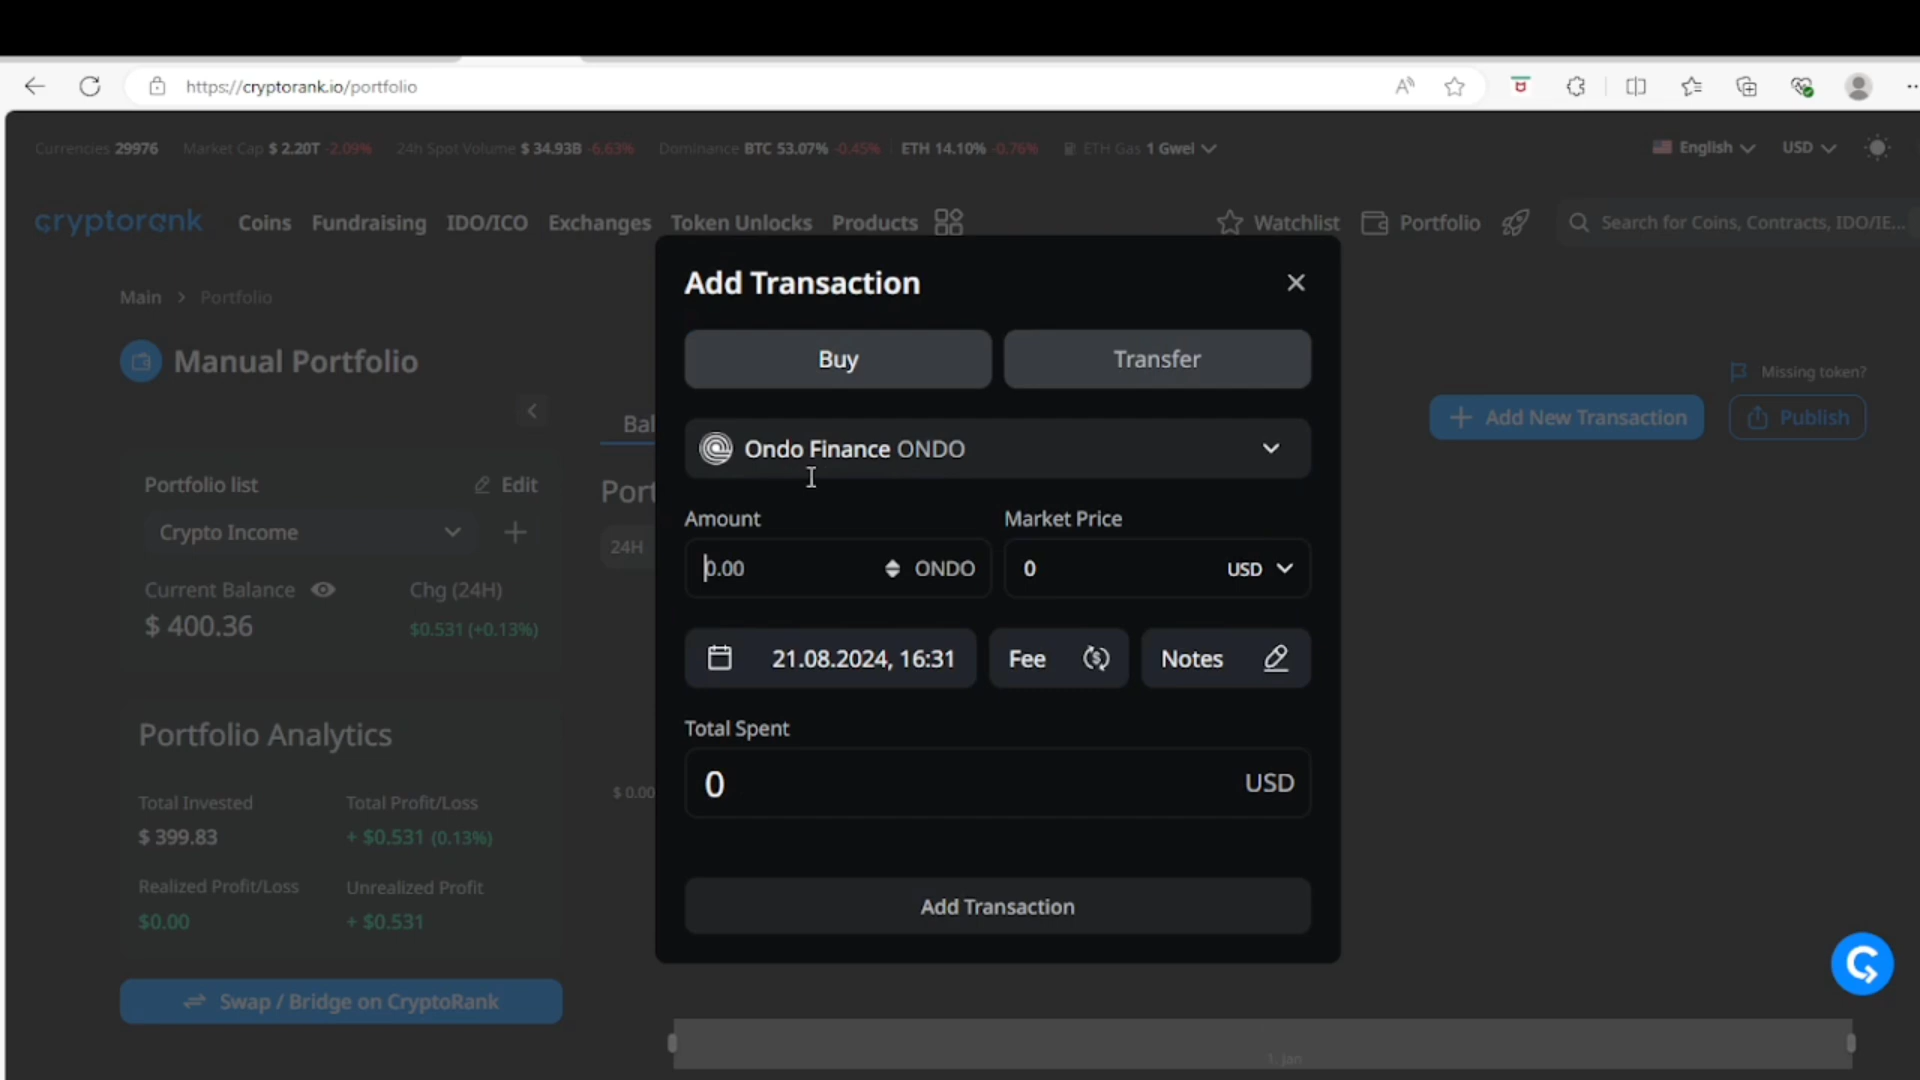 https://cryptorank.io/portfolio
Currencies 29976 Market Cap $ 2.20T -2.09% 24h Spot Volume $ 34.93B -6.63% Dominance BTC 53.07% -0.45% ETH 14.10% -0.76% ETH Gas 1 Gwei English USD
cryptorank Coins Fundraising IDO/ICO Exchanges Token Unlocks Products Watchlist Portfolio Search for Coins, Contracts, IDO/IE...
Main > Portfolio
Manual Portfolio
Missing token?
Add New Transaction Publish
Bal
Portfolio list Edit
Port
Crypto Income
24H
Current Balance Chg (24H)
$ 400.36 $0.531 (+0.13%)
Portfolio Analytics
Total Invested Total Profit/Loss
$ 399.83 + $0.531 (0.13%)
Realized Profit/Loss Unrealized Profit
$0.00 + $0.531
Swap / Bridge on CryptoRank
$ 0.00
Add Transaction
Buy Transfer
Ondo Finance ONDO
Amount Market Price
0.00 ONDO 0 USD
21.08.2024, 16:31 Fee Notes
Total Spent
0 USD
Add Transaction
1. Jan